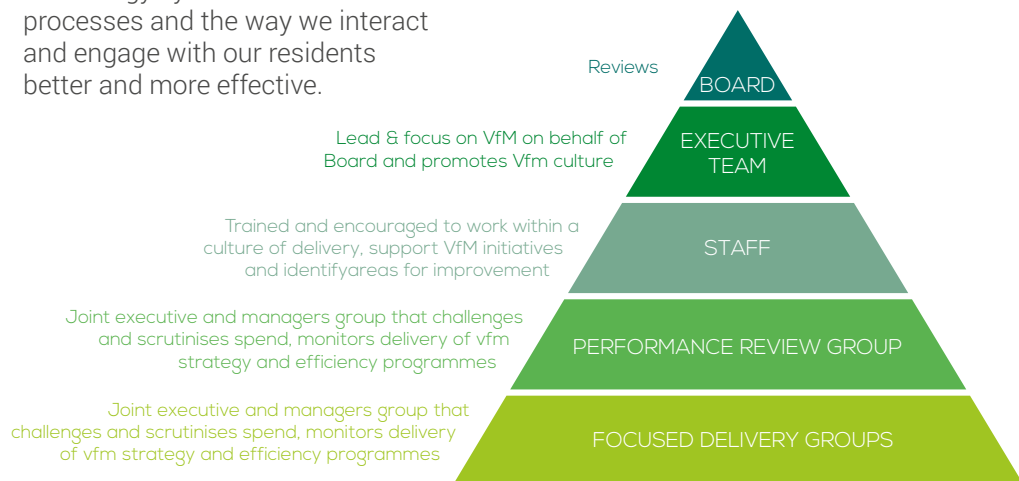 processes and the way we interact
and engage with our residents
better and more effective.
Reviews
BOARD
Lead & focus on VfM on behalf of
Board and promotes Vfm culture
EXECUTIVE
TEAM
Trained and encouraged to work within a
culture of delivery, support VfM initiatives
and identifyareas for improvement
STAFF
Joint executive and managers group that challenges
and scrutinises spend, monitors delivery of vfm
strategy and efficiency programmes
PERFORMANCE REVIEW GROUP
Joint executive and managers group that
challenges and scrutinises spend, monitors delivery
of vfm strategy and efficiency programmes
FOCUSED DELIVERY GROUPS